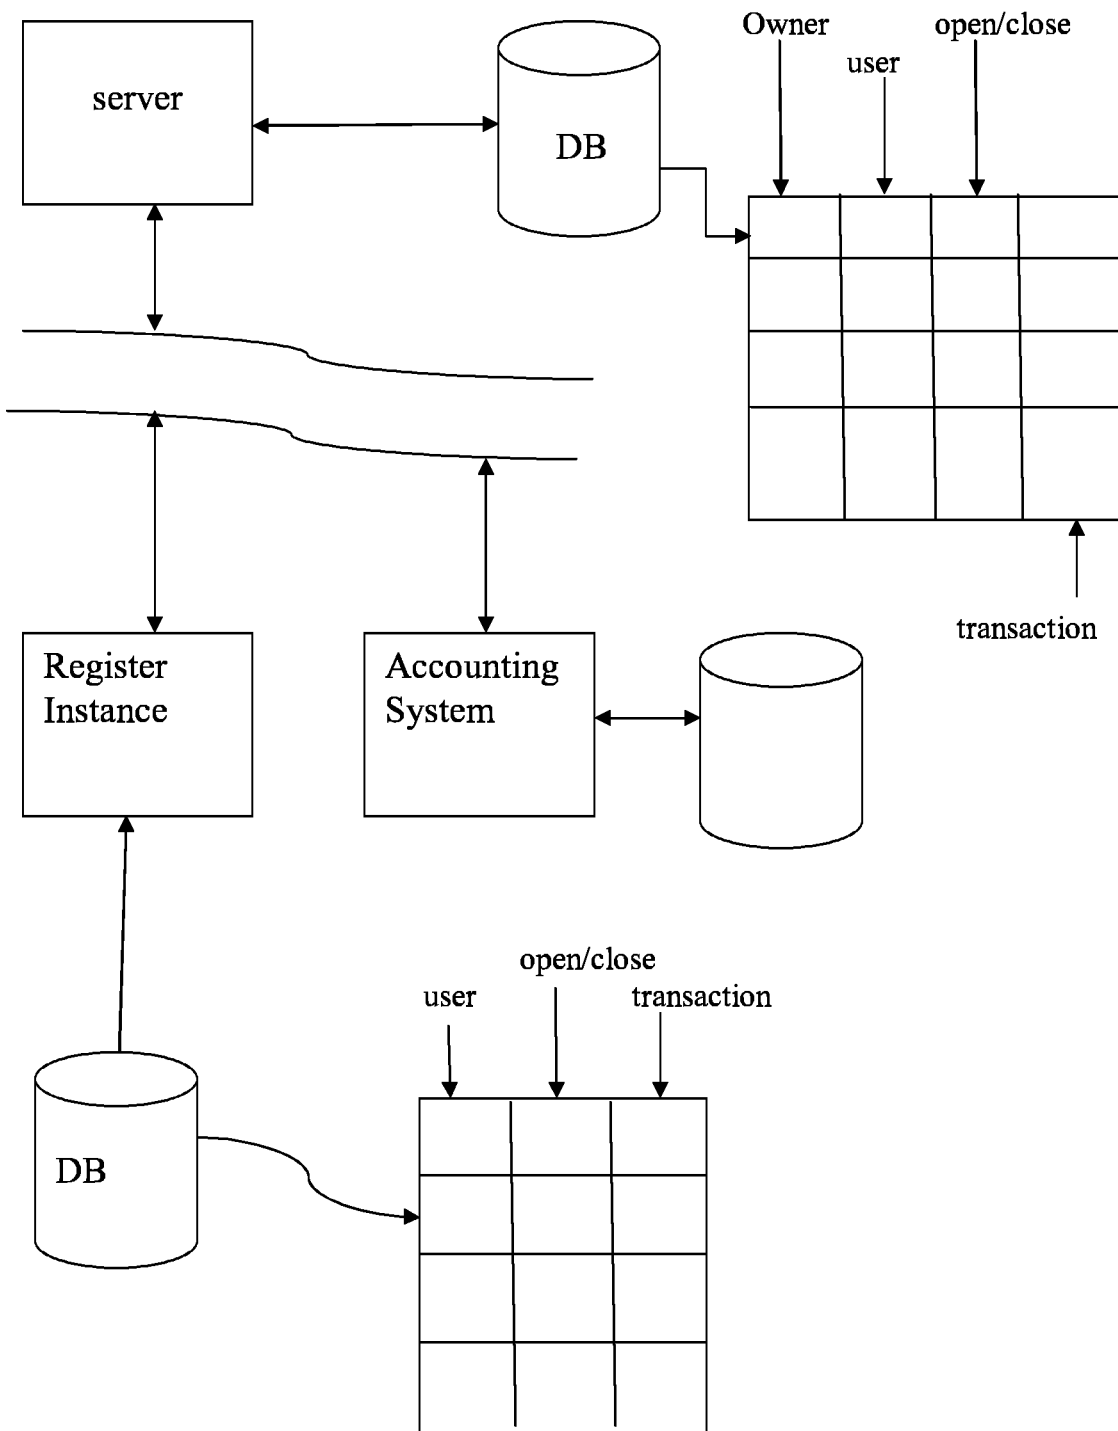 Owner
open/close
user
server
DB
transaction
Register
Instance
Accounting
System
open/close
user
transaction
DB